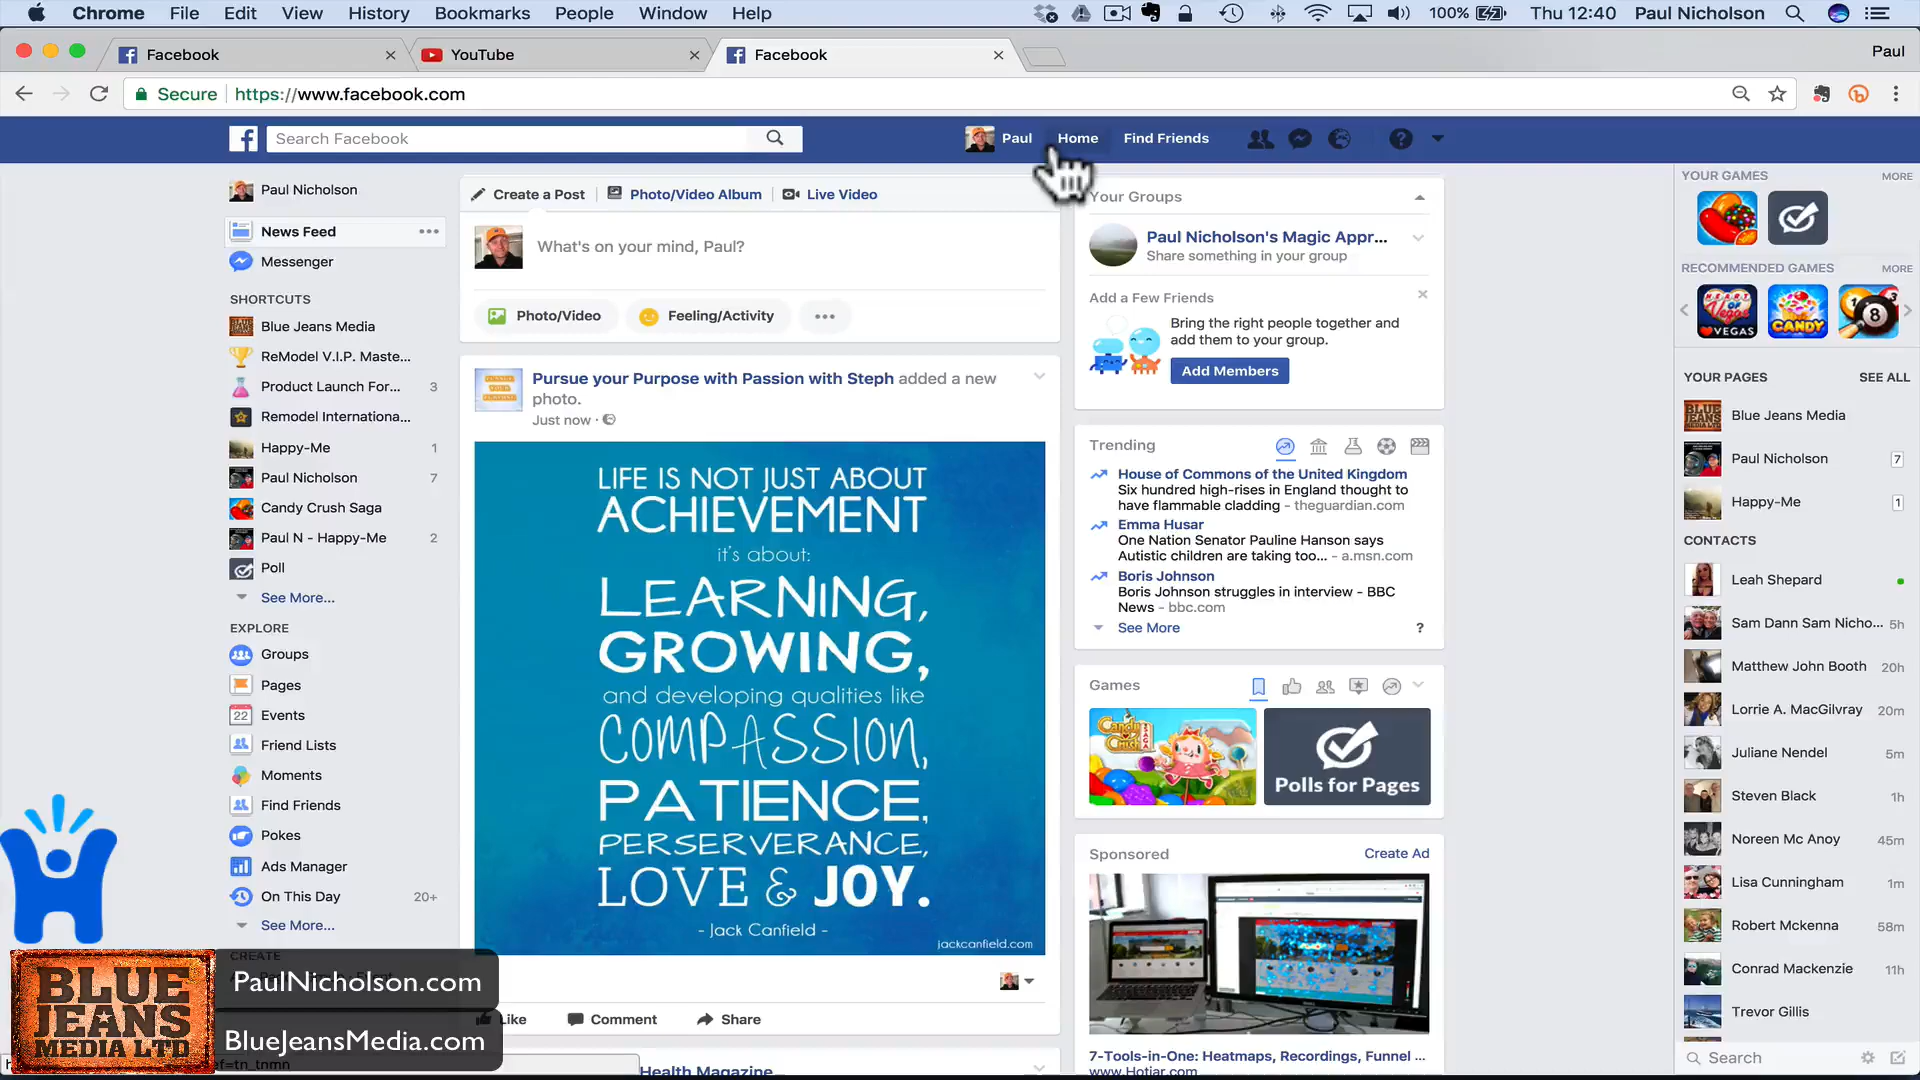 Chrome File Edit View History Bookmarks People Window Help 100% Thu 12:40 Paul Nicholson
Facebook YouTube Facebook Paul
Secure https://www.facebook.com
Search Facebook Paul Home Find Friends
Paul Nicholson
News Feed
Messenger
SHORTCUTS
Blue Jeans Media
ReModel V.I.P. Maste...
Product Launch For... 3
Remodel Internationa...
Happy-Me 1
Paul Nicholson 7
Candy Crush Saga
Paul N - Happy-Me 2
Poll
See More...
EXPLORE
Groups
Pages
22 Events
Friend Lists
Moments
Find Friends
Pokes
Ads Manager
On This Day 20+
See More...
CREATE
BLUE
JEANS
MEDIA LTD
PaulNicholson.com
BlueJeansMedia.com
Create a Post Photo/Video Album Live Video
What's on your mind, Paul?
Photo/Video Feeling/Activity
Pursue your Purpose with Passion with Steph added a new
photo.
Just now ·
LIFE IS NOT JUST ABOUT
ACHIEVEMENT
it's about:
LEARNING,
GROWING,
and developing qualities like
COMPASSION,
PATIENCE,
PERSERVERANCE,
LOVE & JOY.
- Jack Canfield -
jackcanfield.com
Like Comment Share
Health Magazine
Your Groups
Paul Nicholson's Magic Appr...
Share something in your group
Add a Few Friends
Bring the right people together and
add them to your group.
Add Members
Trending
House of Commons of the United Kingdom
Six hundred high-rises in England thought to
have flammable cladding - theguardian.com
Emma Husar
One Nation Senator Pauline Hanson says
Autistic children are taking too... - a.msn.com
Boris Johnson
Boris Johnson struggles in interview - BBC
News - bbc.com
See More ?
Games
Candy Crush
Polls for Pages
Sponsored Create Ad
7-Tools-in-One: Heatmaps, Recordings, Funnel ...
www.Hotjar.com
YOUR GAMES MORE
RECOMMENDED GAMES MORE
HEART OF VEGAS
VEGAS
CANDY
8
YOUR PAGES SEE ALL
Blue Jeans Media
Paul Nicholson 7
Happy-Me 1
CONTACTS
Leah Shepard
Sam Dann Sam Nicho... 5h
Matthew John Booth 20h
Lorrie A. MacGilvray 20m
Juliane Nendel 5m
Steven Black 1h
Noreen Mc Anoy 45m
Lisa Cunningham 1m
Robert Mckenna 58m
Conrad Mackenzie 11h
Trevor Gillis
Search